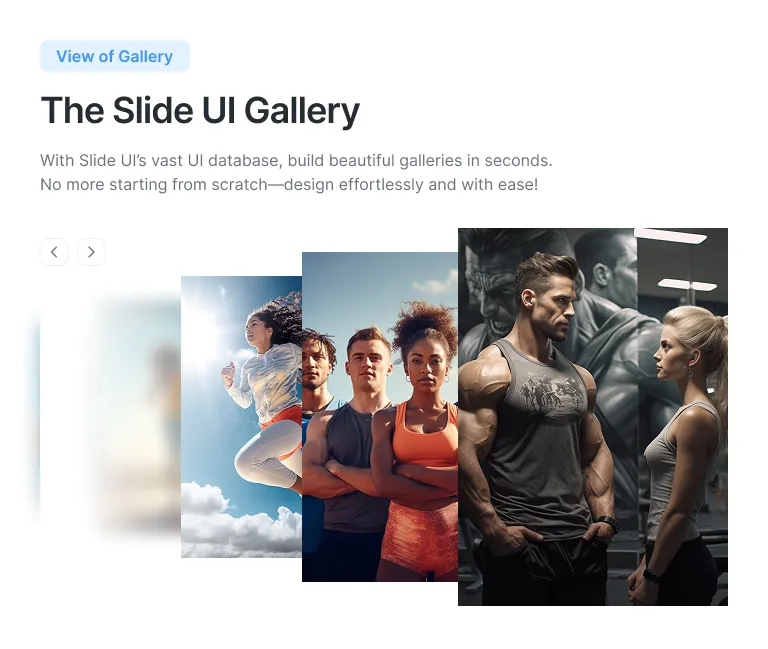 View of Gallery
The Slide UI Gallery
With Slide UI’s vast UI database, build beautiful galleries in seconds.
No more starting from scratch—design effortlessly and with ease!